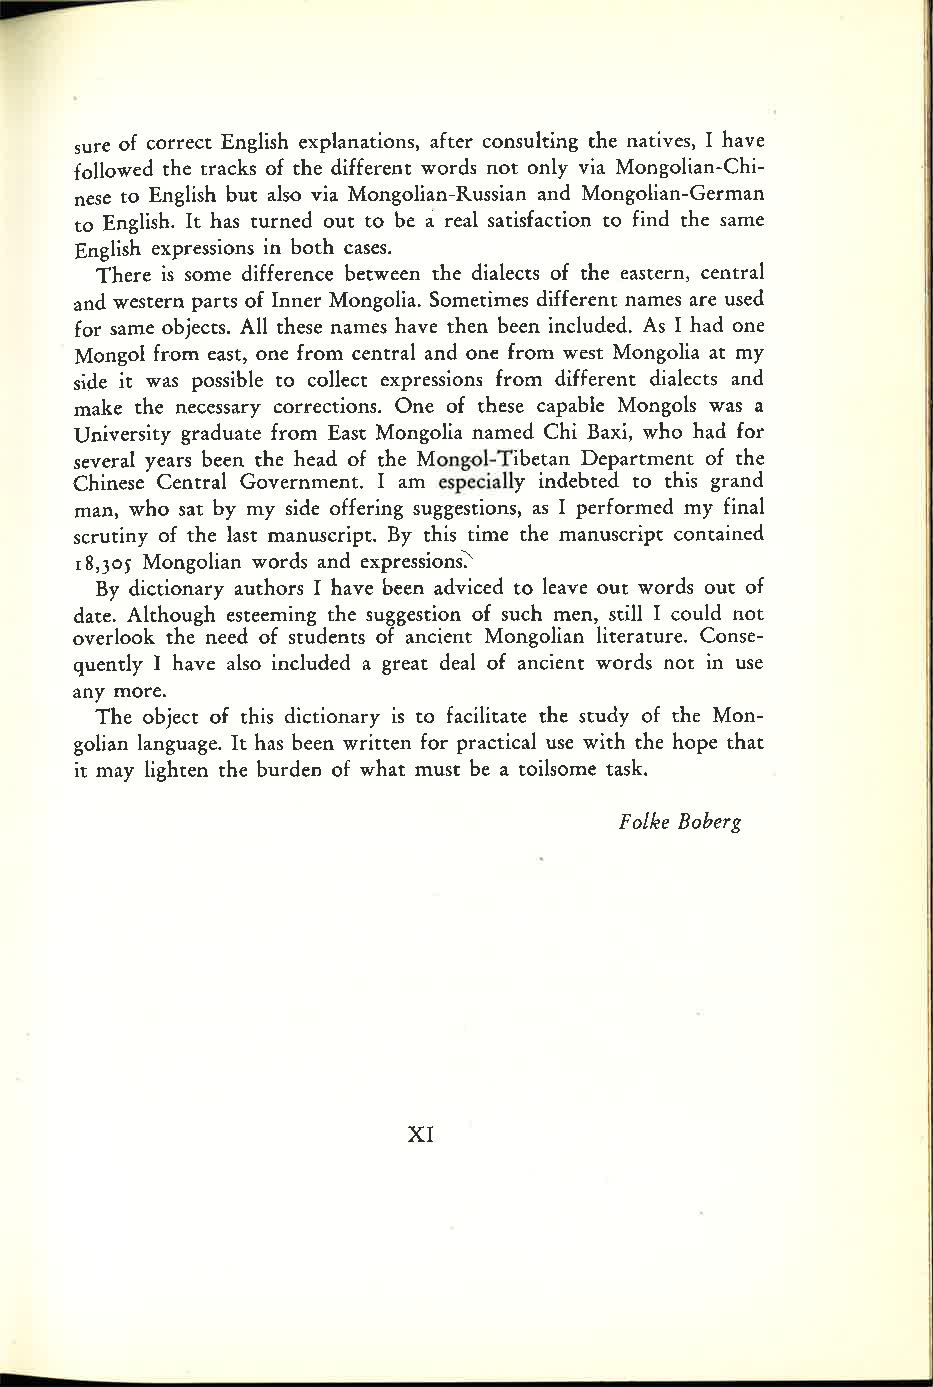 sure of correct English explanations, after consulting the natives, I have
followed the tracks of the different words not only via Mongolian-Chi-
nese to English but also via Mongolian-Russian and Mongolian-German
to English. It has turned out to be a real satisfaction to find the same
English expressions in both cases.
There is some difference between the dialects of the eastern, central
and western parts of Inner Mongolia. Sometimes different names are used
for same objects. All these names have then been included. As I had one
Mongol from east, one from central and one from west Mongolia at my
side it was possible to collect expressions from different dialects and
make the necessary corrections. One of these capable Mongols was a
University graduate from East Mongolia named Chi Baxi, who had for
several years been the head of the Mongol-Tibetan Department of the
Chinese Central Government. I am especially indebted to this grand
man, who sat by my side offering suggestions, as I performed my final
scrutiny of the last manuscript. By this time the manuscript contained
18,305 Mongolian words and expressions.
By dictionary authors I have been adviced to leave out words out of
date. Although esteeming the suggestion of such men, still I could not
overlook the need of students of ancient Mongolian literature. Conse-
quently I have also included a great deal of ancient words not in use
any more.
The object of this dictionary is to facilitate the study of the Mon-
golian language. It has been written for practical use with the hope that
it may lighten the burden of what must be a toilsome task.
Folke Boberg
XI